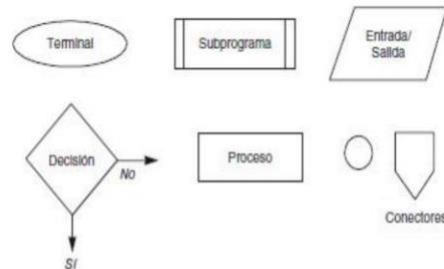 Terminal
Subprograma
Entrada/
Salida
Decisión
No
Proceso
Conectores
Sí